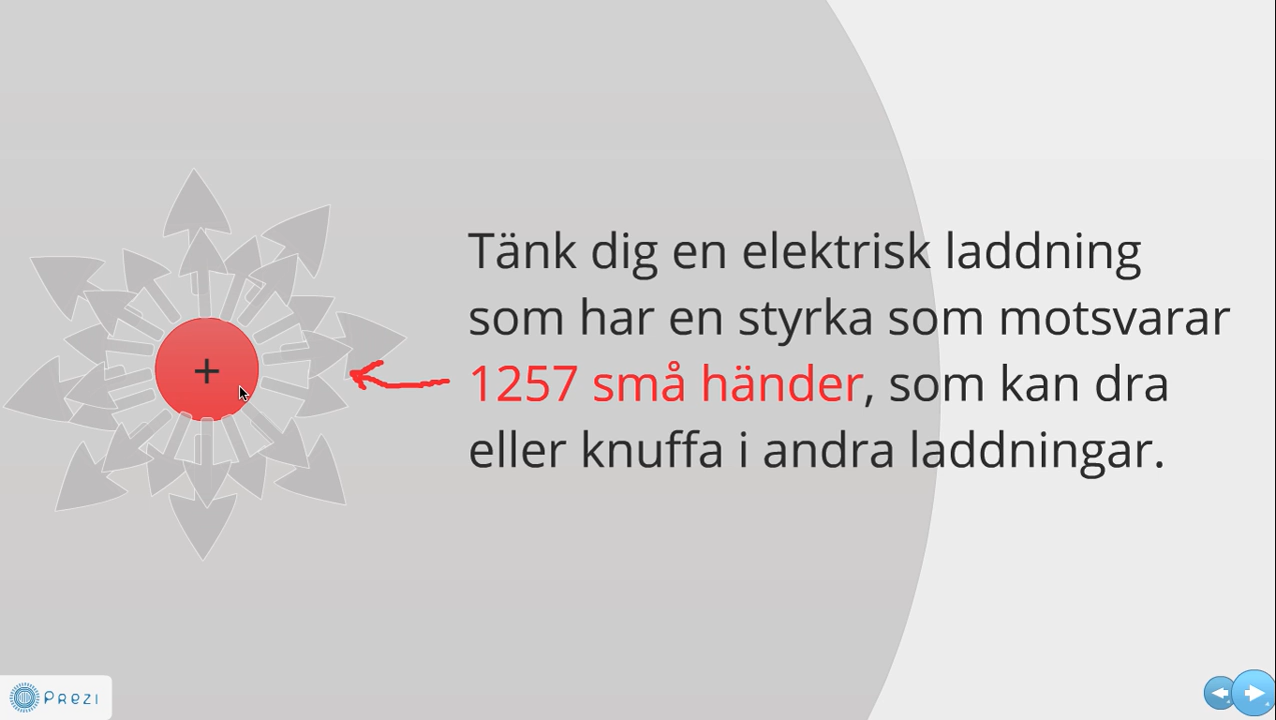 Tänk dig en elektrisk laddning
som har en styrka som motsvarar
1257 små händer, som kan dra
eller knuffa i andra laddningar.
+
PREZI